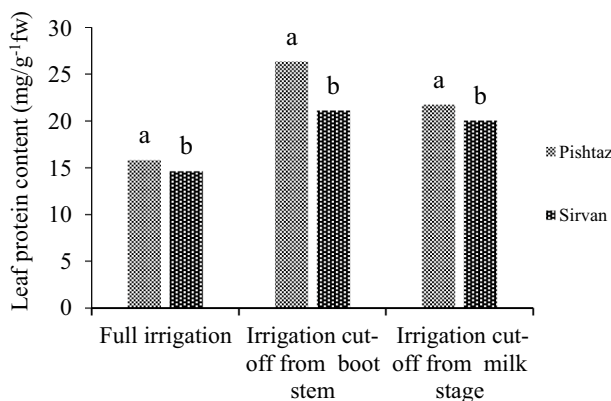 Leaf protein content (mg/g⁻¹fw)
30
25
20
15
10
5
0
a
b
a
b
a
b
Pishtaz
Sirvan
Full irrigation
Irrigation cut-
off from boot
stem
Irrigation cut-
off from milk
stage